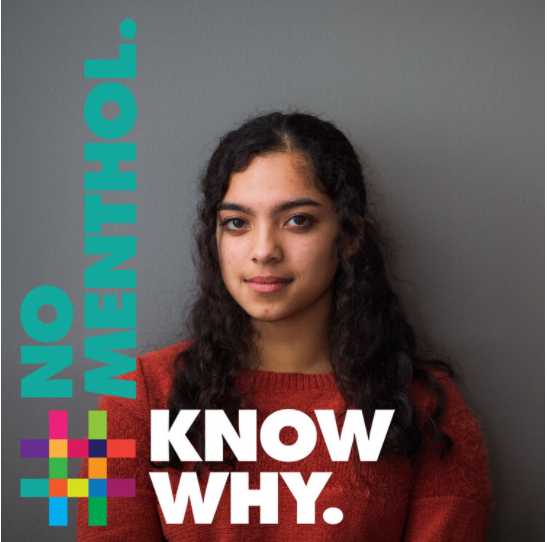 #
NO
MENTHOL.
KNOW
WHY.